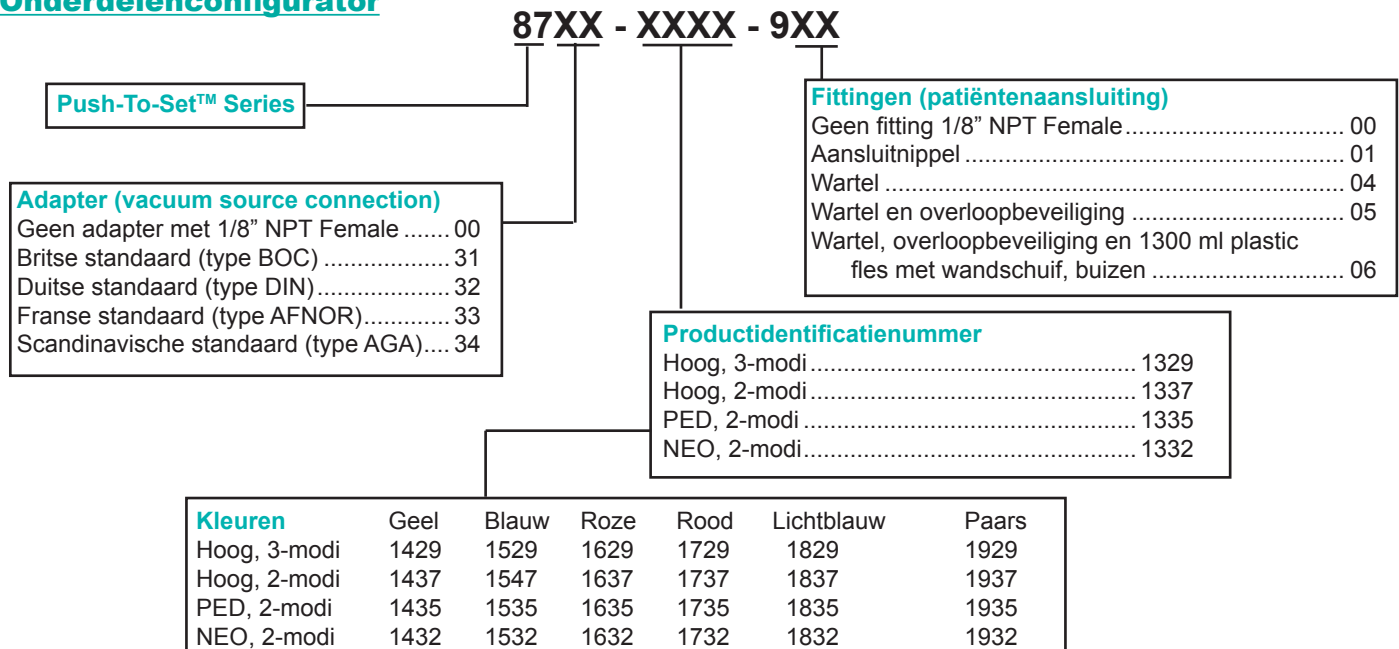 Onderdelenconfigurator
87XX - XXXX - 9XX
Push-To-Set™ Series
Fittingen (patiëntenaansluiting)
Geen fitting 1/8” NPT Female.................................. 00
Aansluitnippel ........................................................... 01
Wartel ....................................................................... 04
Wartel en overloopbeveiliging .................................. 05
Wartel, overloopbeveiliging en 1300 ml plastic
fles met wandschuif, buizen .............................. 06
Adapter (vacuum source connection)
Geen adapter met 1/8” NPT Female ....... 00
Britse standaard (type BOC) ................... 31
Duitse standaard (type DIN).................... 32
Franse standaard (type AFNOR)............. 33
Scandinavische standaard (type AGA).... 34
Productidentificatienummer
Hoog, 3-modi.................................................. 1329
Hoog, 2-modi.................................................. 1337
PED, 2-modi ................................................... 1335
NEO, 2-modi................................................... 1332
Kleuren Geel Blauw Roze Rood Lichtblauw Paars
Hoog, 3-modi 1429 1529 1629 1729 1829 1929
Hoog, 2-modi 1437 1547 1637 1737 1837 1937
PED, 2-modi 1435 1535 1635 1735 1835 1935
NEO, 2-modi 1432 1532 1632 1732 1832 1932